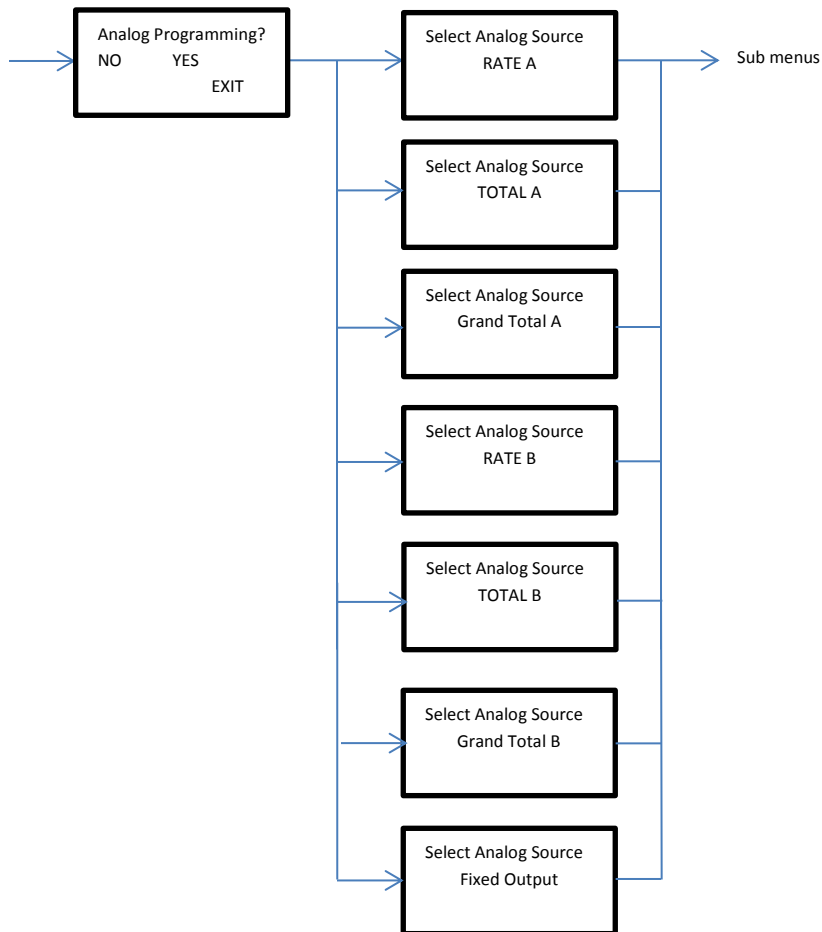 Analog Programming?
NO YES
EXIT
Select Analog Source
RATE A
Sub menus
Select Analog Source
TOTAL A
Select Analog Source
Grand Total A
Select Analog Source
RATE B
Select Analog Source
TOTAL B
Select Analog Source
Grand Total B
Select Analog Source
Fixed Output